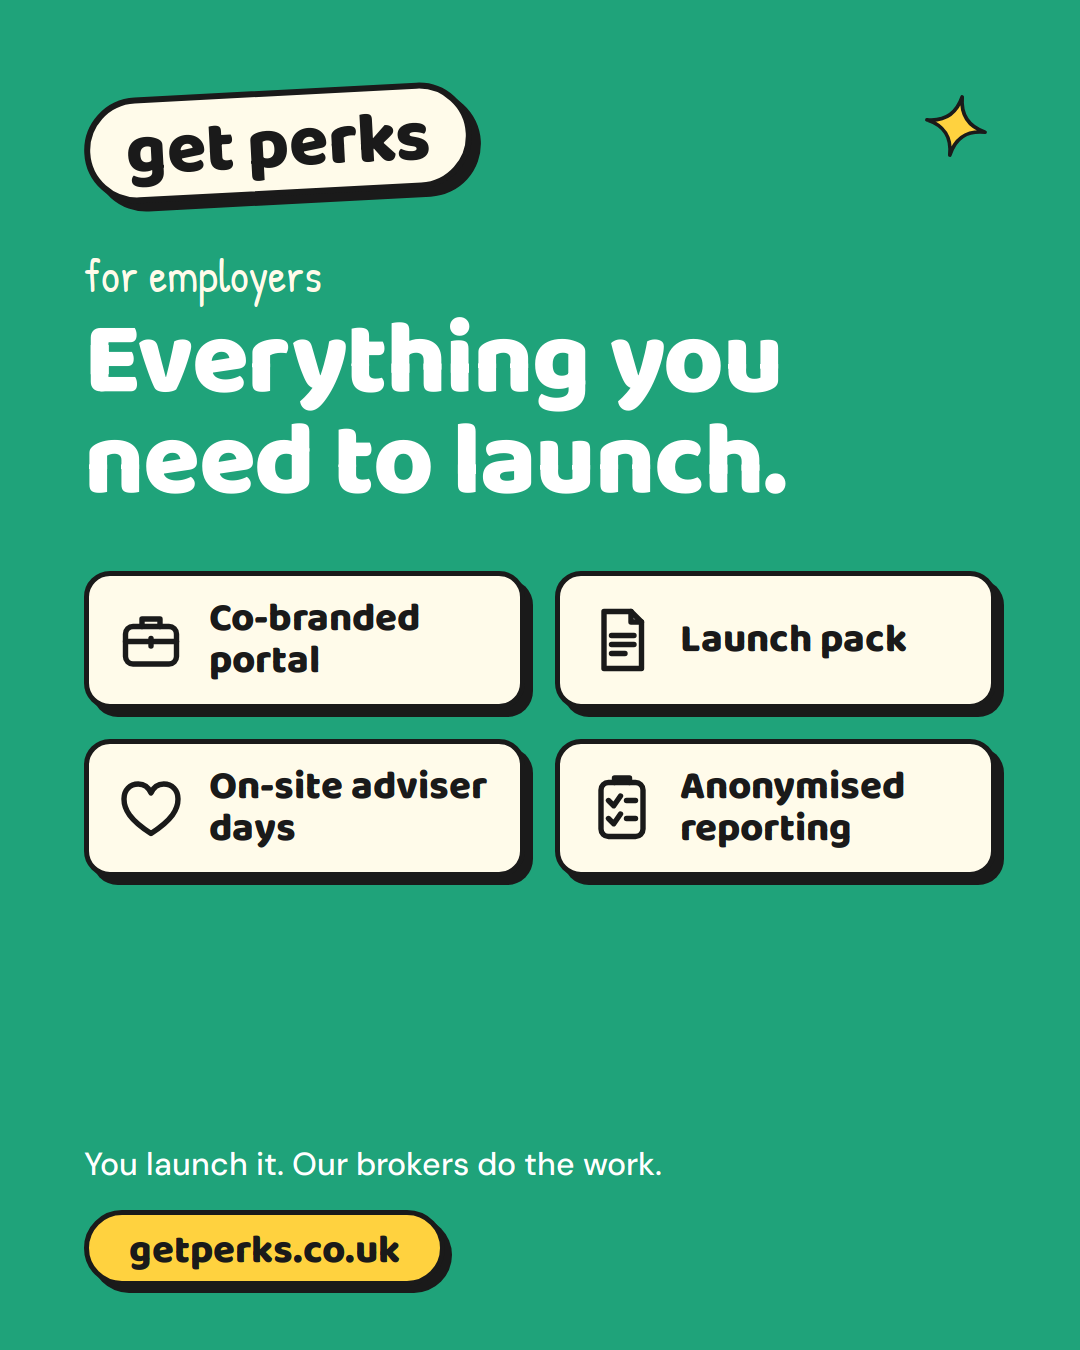 get perks
for employers
Everything you
need to launch.
Co-branded
portal
Launch pack
On-site adviser
days
Anonymised
reporting
You launch it. Our brokers do the work.
getperks.co.uk